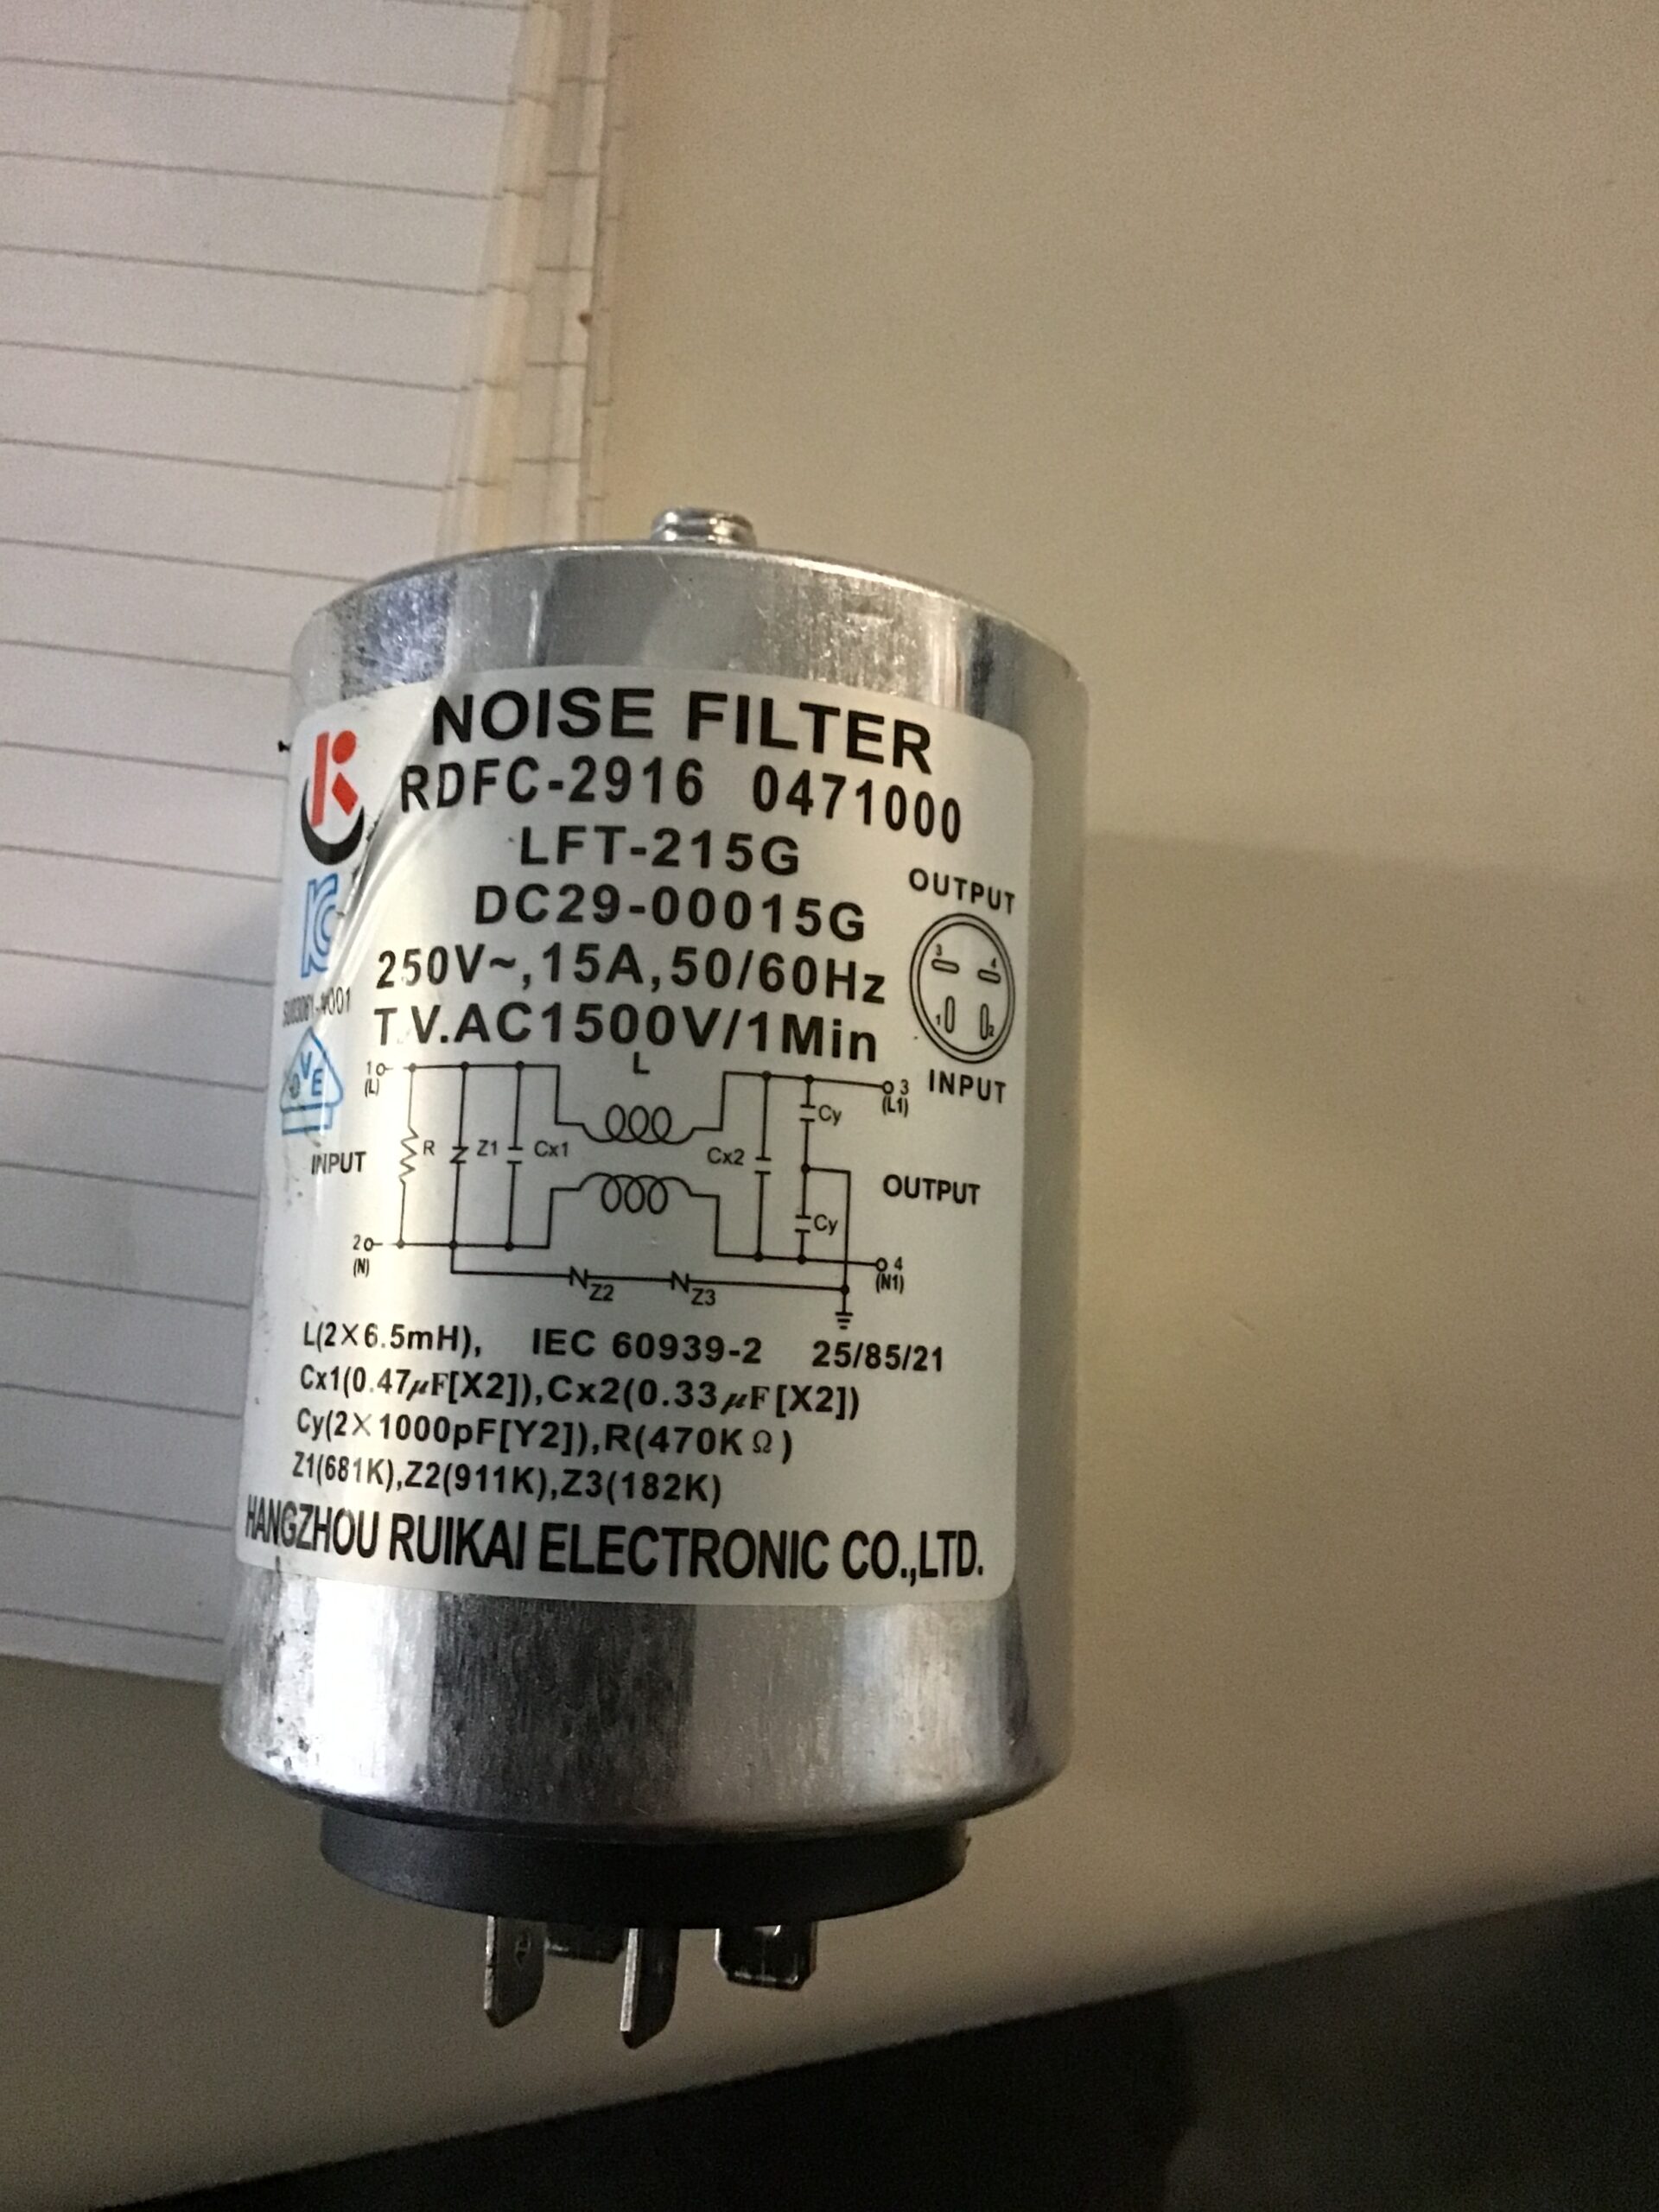 NOISE FILTER
RDFC-2916 0471000
LFT-215G
DC29-00015G
250V~,15A,50/60Hz
T.V.AC1500V/1Min
OUTPUT
3 4
1 2
INPUT
L
1
(L)
3
(L1)
Cy
R Z1 Cx1 Cx2
INPUT
OUTPUT
Cy
2
(N)
4
(N1)
Z2 Z3
L(2×6.5mH), IEC 60939-2 25/85/21
Cx1(0.47μF[X2]),Cx2(0.33μF[X2])
Cy(2×1000pF[Y2]),R(470KΩ)
Z1(681K),Z2(911K),Z3(182K)
HANGZHOU RUIKAI ELECTRONIC CO.,LTD.